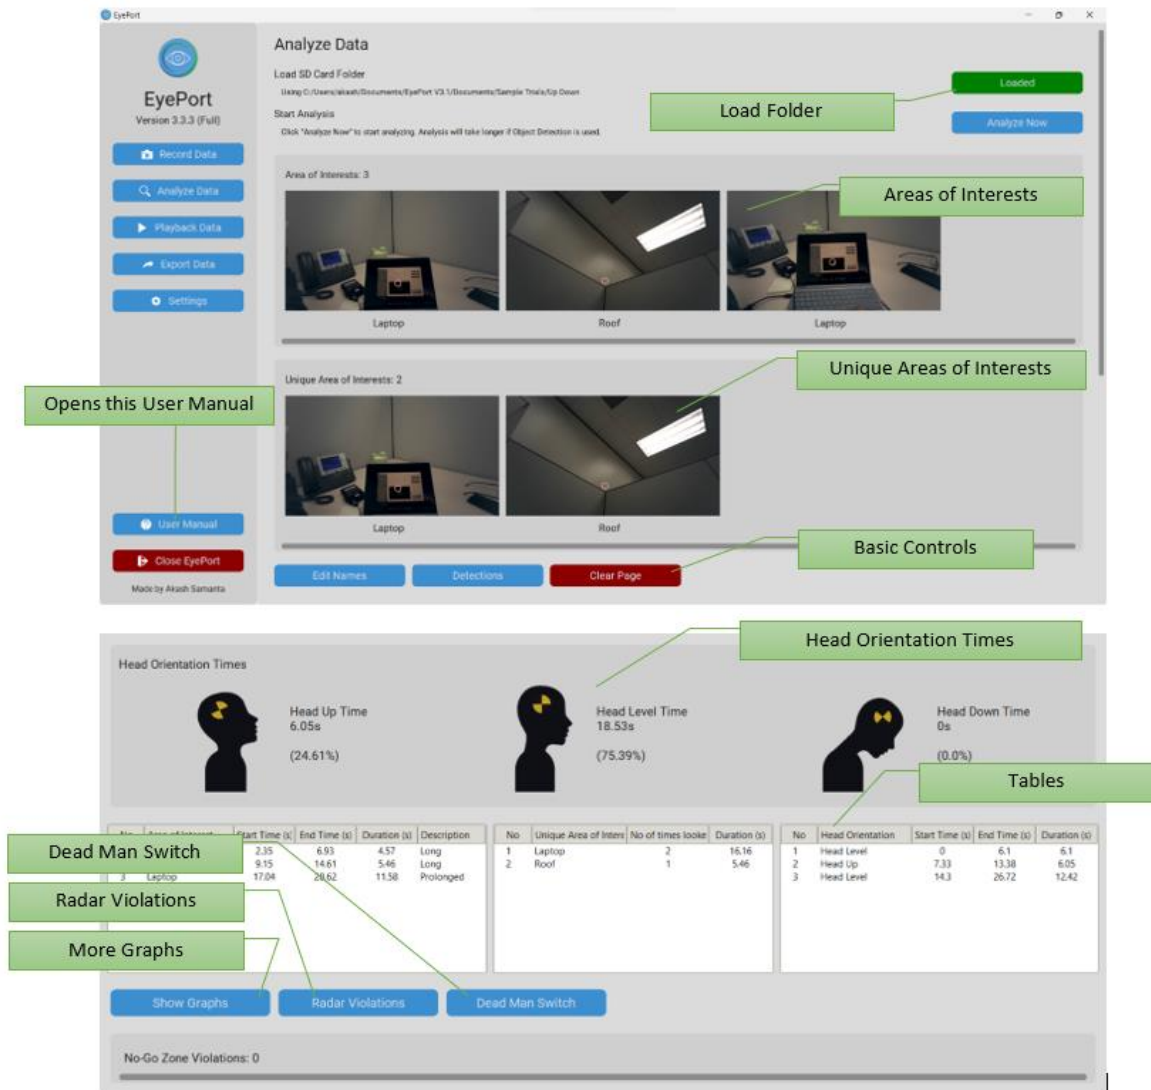 EyePort
EyePort
Version 3.3.3 (Full)
Record Data
Analyze Data
Playback Data
Export Data
Settings
Opens this User Manual
User Manual
Close EyePort
Made by Akash Samanta
Analyze Data
Load SD Card Folder
Using C:/Users/akash/Documents/EyePort V3.1/Documents/Sample Trials/Up Down
Loaded
Load Folder
Start Analysis
Click "Analyze Now" to start analyzing. Analysis will take longer if Object Detection is used.
Analyze Now
Area of Interests: 3
Areas of Interests
Laptop
Roof
Laptop
Unique Area of Interests: 2
Unique Areas of Interests
Laptop
Roof
Basic Controls
Edit Names
Detections
Clear Page
Head Orientation Times
Head Orientation Times
Head Up Time
6.05s
(24.61%)
Head Level Time
18.53s
(75.39%)
Head Down Time
0s
(0.0%)
Tables
No Area of Interest Start Time (s) End Time (s) Duration (s) Description
2.35 6.93 4.57 Long
9.15 14.61 5.46 Long
3 Laptop 17.04 28.62 11.58 Prolonged
No Unique Area of Interes No of times looke Duration (s)
1 Laptop 2 16.16
2 Roof 1 5.46
No Head Orientation Start Time (s) End Time (s) Duration (s)
1 Head Level 0 6.1 6.1
2 Head Up 7.33 13.38 6.05
3 Head Level 14.3 26.72 12.42
Dead Man Switch
Radar Violations
More Graphs
Show Graphs
Radar Violations
Dead Man Switch
No-Go Zone Violations: 0